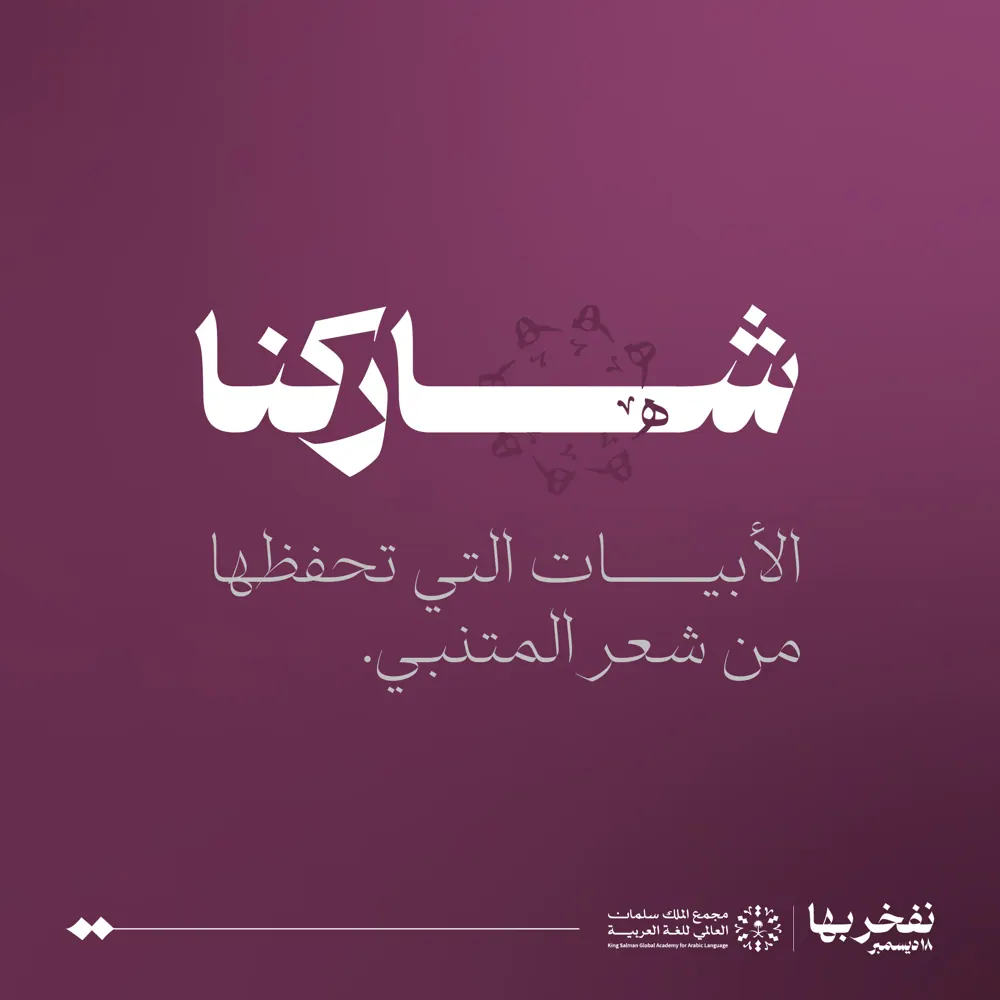 شاركنا
الأبيات التي تحفظها
من شعر المتنبي.
نفخر بها
١٨ ديسمبر
مجمع الملك سلمان
العالمي للغة العربية
King Salman Global Academy for Arabic Language